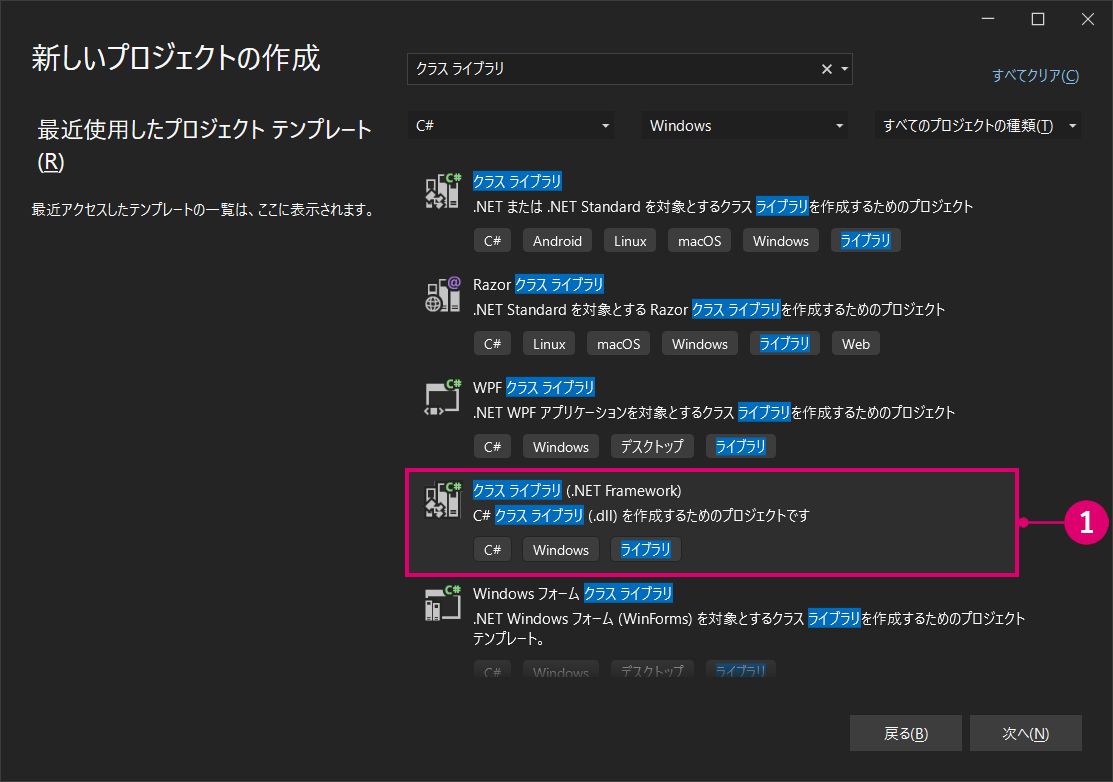 新しいプロジェクトの作成
クラス ライブラリ
すべてクリア(C)
最近使用したプロジェクト テンプレート
(R)
最近アクセスしたテンプレートの一覧は、ここに表示されます。
C# Windows すべてのプロジェクトの種類(T)
クラス ライブラリ
.NET または .NET Standard を対象とするクラス ライブラリを作成するためのプロジェクト
C# Android Linux macOS Windows ライブラリ
Razor クラス ライブラリ
.NET Standard を対象とする Razor クラス ライブラリを作成するためのプロジェクト
C# Linux macOS Windows ライブラリ Web
WPF クラス ライブラリ
.NET WPF アプリケーションを対象とするクラス ライブラリを作成するためのプロジェクト
C# Windows デスクトップ ライブラリ
クラス ライブラリ (.NET Framework)
C# クラス ライブラリ (.dll) を作成するためのプロジェクトです
C# Windows ライブラリ
1
Windows フォーム クラス ライブラリ
.NET Windows フォーム (WinForms) を対象とするクラス ライブラリを作成するためのプロジェクト
テンプレート。
C# Windows デスクトップ ライブラリ
戻る(B) 次へ(N)